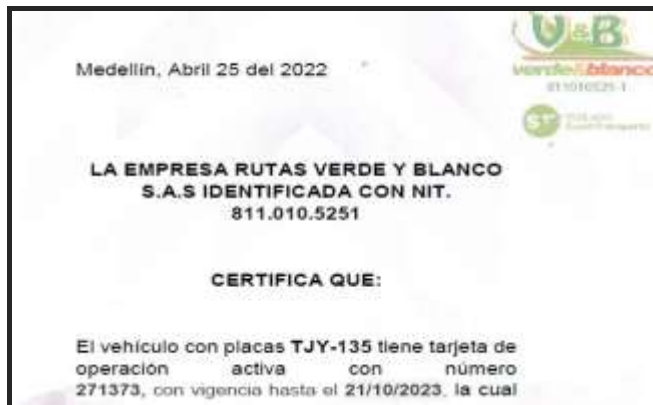 V&B
verde&blanco
Medellín, Abril 25 del 2022
LA EMPRESA RUTAS VERDE Y BLANCO
S.A.S IDENTIFICADA CON NIT.
811.010.5251
CERTIFICA QUE:
El vehículo con placas TJY-135 tiene tarjeta de
operación activa con número
271373, con vigencia hasta el 21/10/2023, la cual